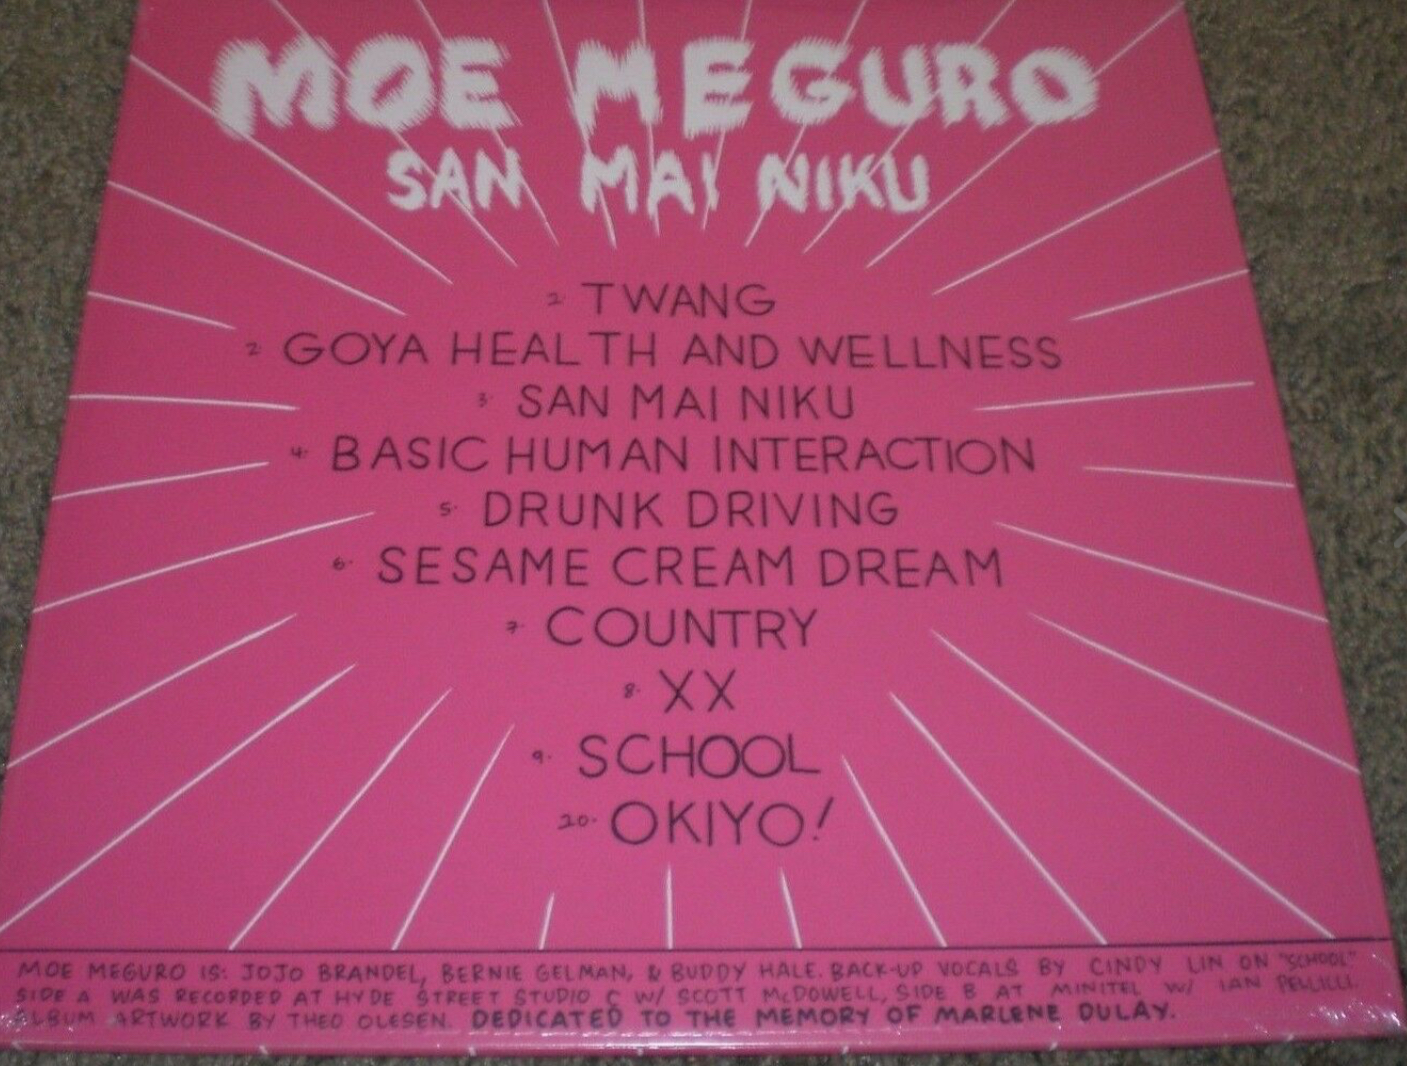 MOE MEGURO
SAN MAI NIKU
1. TWANG
2. GOYA HEALTH AND WELLNESS
3. SAN MAI NIKU
4. BASIC HUMAN INTERACTION
5. DRUNK DRIVING
6. SESAME CREAM DREAM
7. COUNTRY
8. XX
9. SCHOOL
10. OKIYO!
MOE MEGURO IS: JOJO BRANDEL, BERNIE GELMAN, & BUDDY HALE. BACK-UP VOCALS BY CINDY LIN ON "SCHOOL"
SIDE A WAS RECORDED AT HYDE STREET STUDIO C W/ SCOTT McDOWELL, SIDE B AT MINITEL W/ IAN PELLICCI.
ALBUM ARTWORK BY THEO OLESEN. DEDICATED TO THE MEMORY OF MARLENE DULAY.